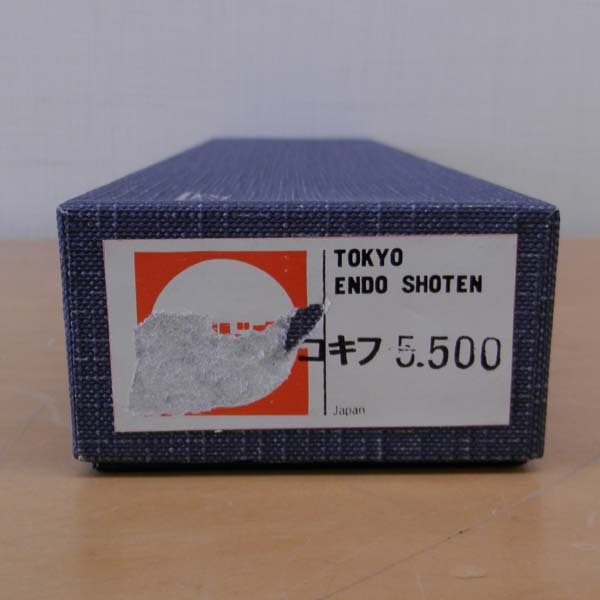 TOKYO
ENDO SHOTEN
コキフ 5.500
Japan